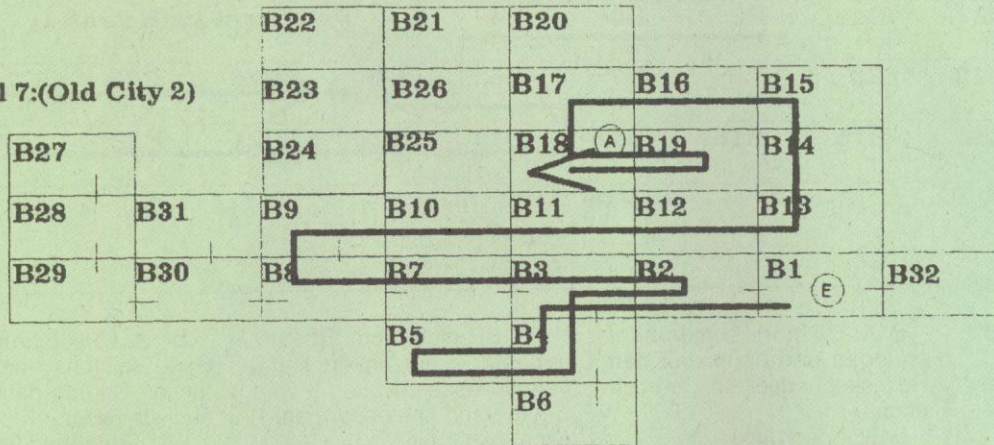 B22 B21 B20
l 7:(Old City 2) B23 B26 B17 B16 B15
B27 B24 B25 B18 A B19 B14
B28 B31 B9 B10 B11 B12 B13
B29 B30 B8 B7 B3 B2 B1 E B32
B5 B4
B6